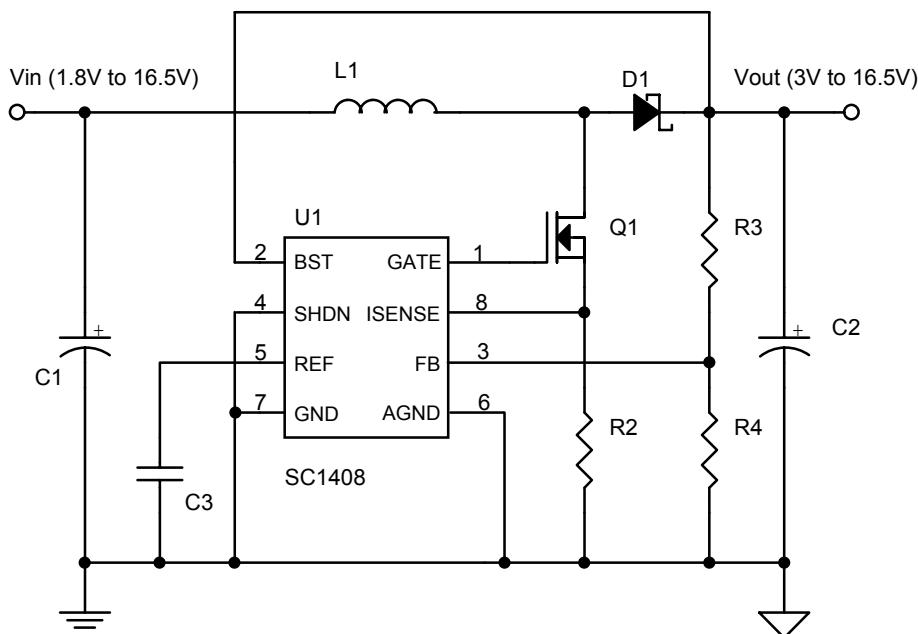 Vin (1.8V to 16.5V)
L1
D1
Vout (3V to 16.5V)
U1
Q1
R3
2
BST
GATE
1
4
SHDN
ISENSE
8
C1
+
5
REF
FB
3
+
C2
7
GND
AGND
6
R2
R4
C3
SC1408